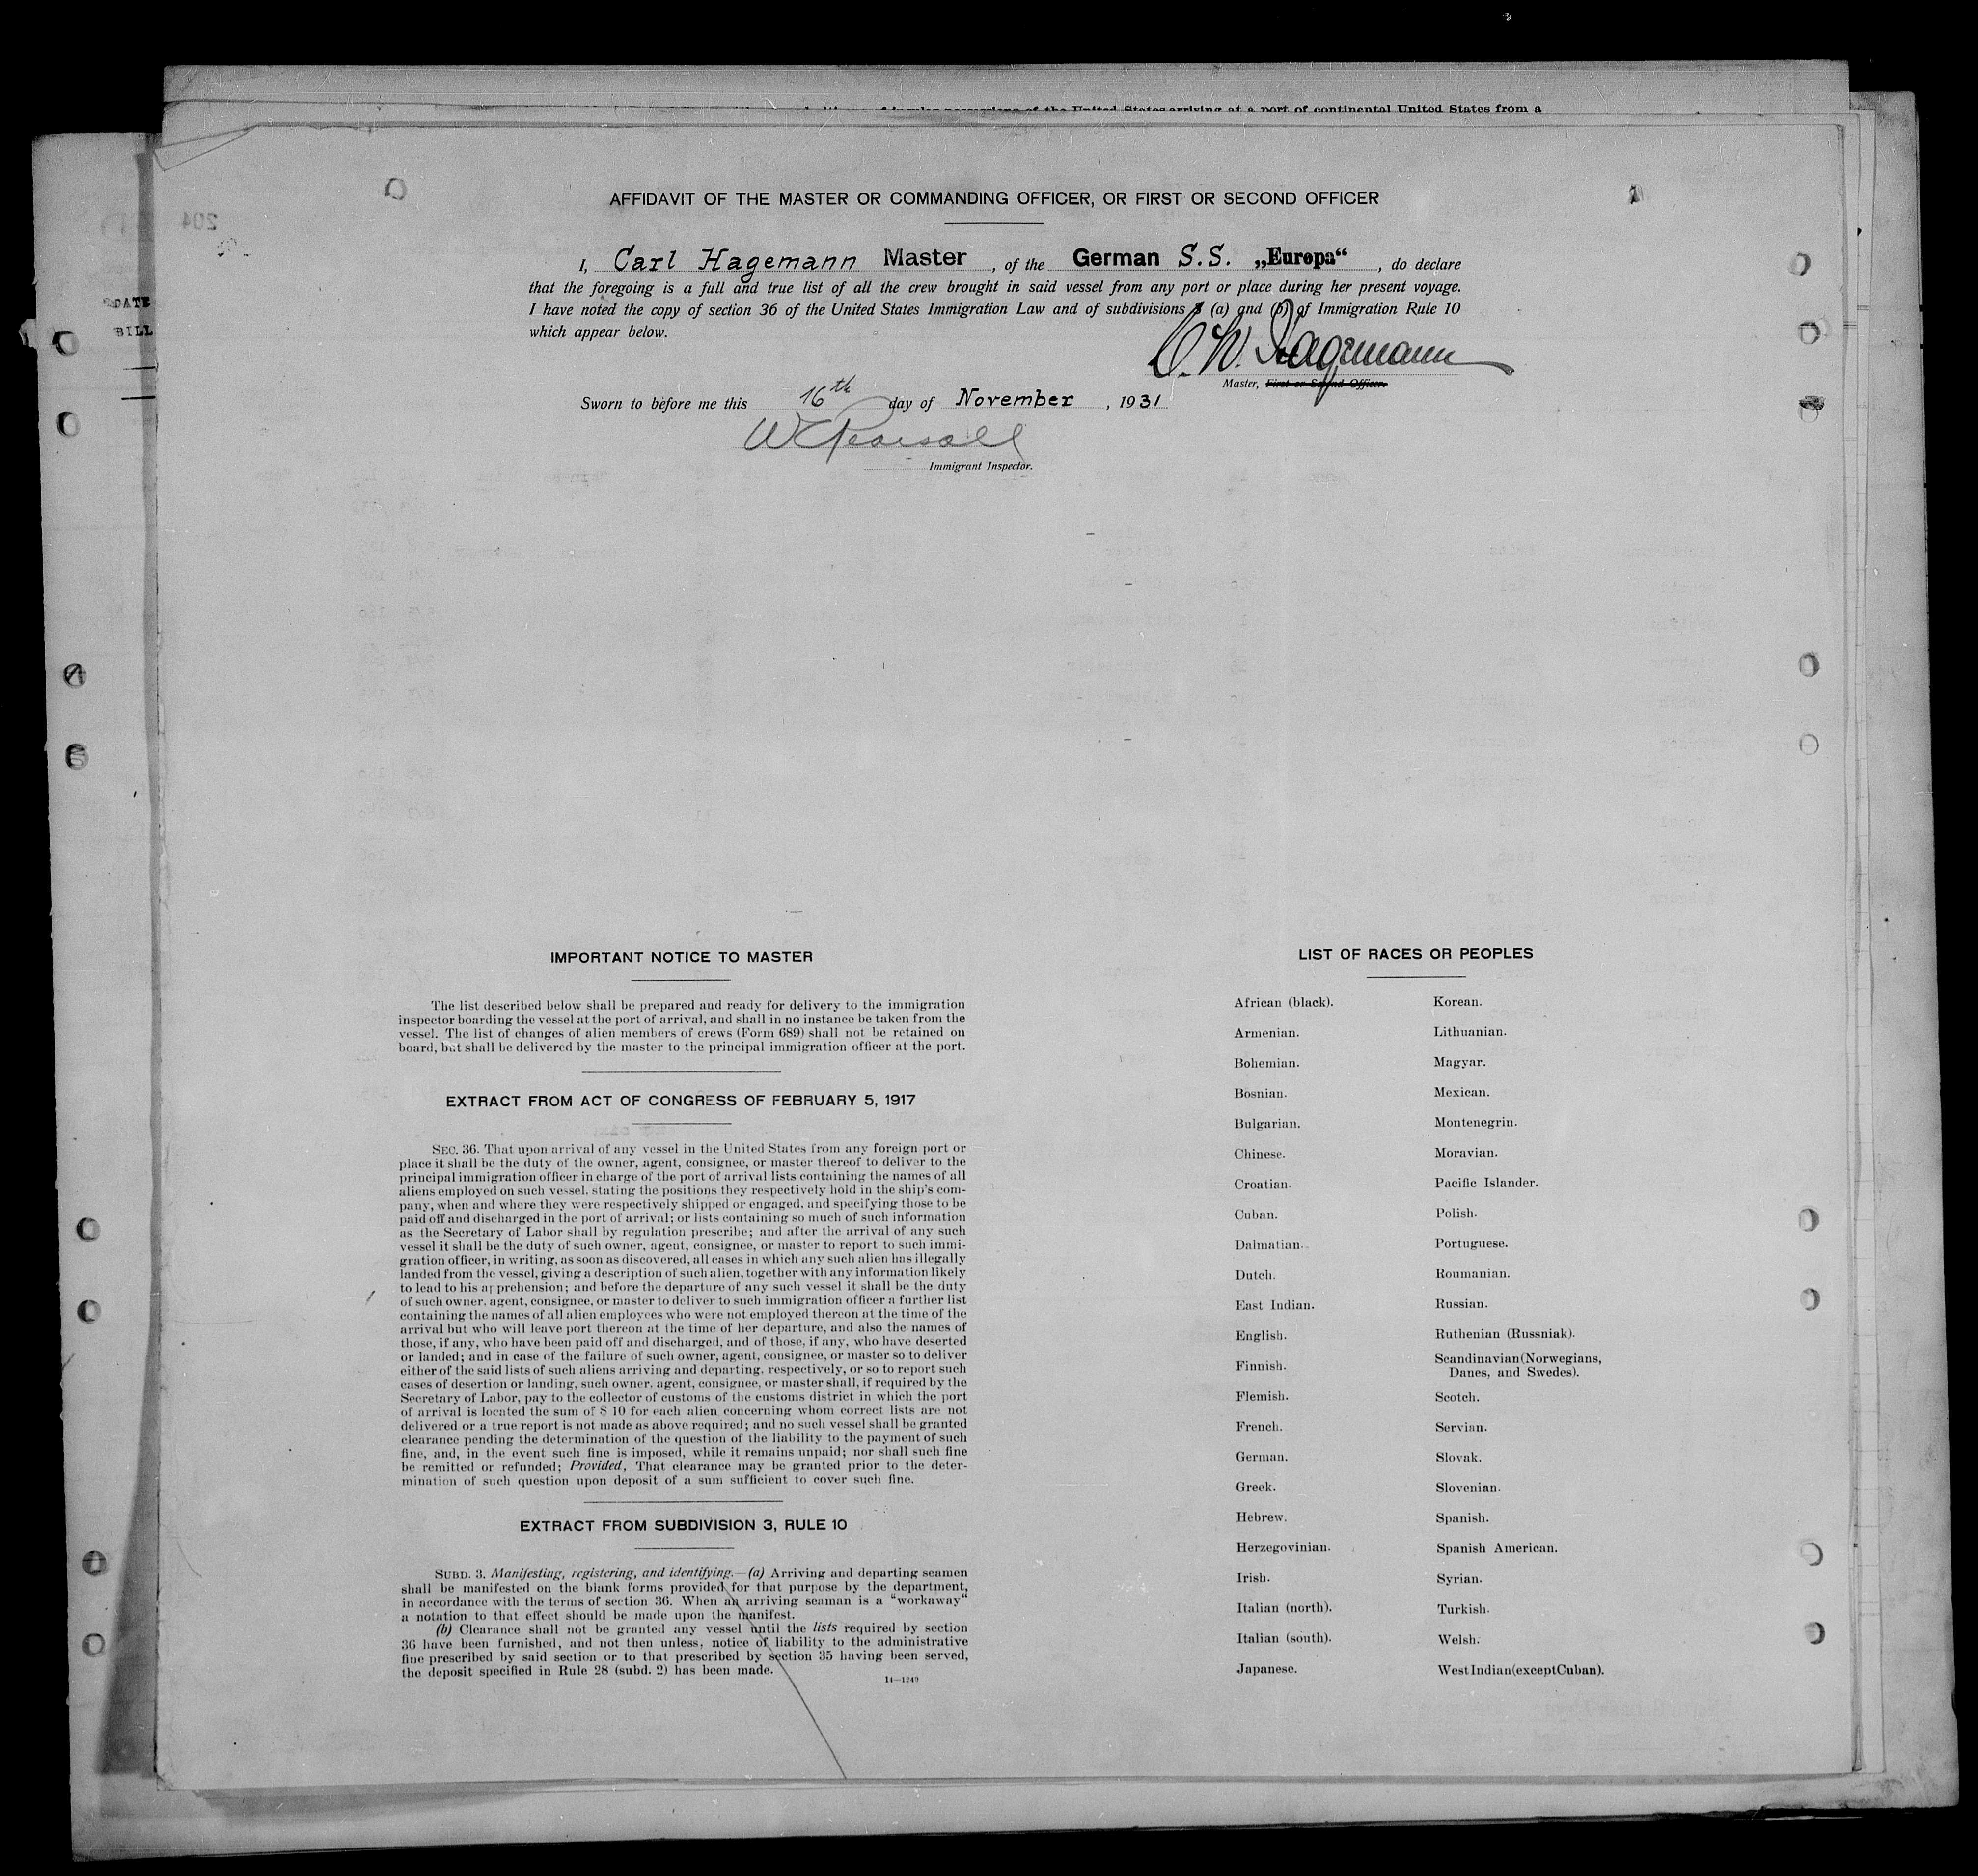 of the United States arriving at a port of continental United States from a
AFFIDAVIT OF THE MASTER OR COMMANDING OFFICER, OR FIRST OR SECOND OFFICER
I, Carl Hagemann Master, of the German S.S. „Europa“, do declare
that the foregoing is a full and true list of all the crew brought in said vessel from any port or place during her present voyage.
I have noted the copy of section 36 of the United States Immigration Law and of subdivisions (a) and (b) of Immigration Rule 10
which appear below.
Hagemann
Master, First or Second Officer.
Sworn to before me this 16th day of November, 1931
W Pearsall
Immigrant Inspector.
204
DATE
BILL
IMPORTANT NOTICE TO MASTER
The list described below shall be prepared and ready for delivery to the immigration
inspector boarding the vessel at the port of arrival, and shall in no instance be taken from the
vessel. The list of changes of alien members of crews (Form 689) shall not be retained on
board, but shall be delivered by the master to the principal immigration officer at the port.
EXTRACT FROM ACT OF CONGRESS OF FEBRUARY 5, 1917
SEC. 36. That upon arrival of any vessel in the United States from any foreign port or
place it shall be the duty of the owner, agent, consignee, or master thereof to deliver to the
principal immigration officer in charge of the port of arrival lists containing the names of all
aliens employed on such vessel, stating the positions they respectively hold in the ship's com-
pany, when and where they were respectively shipped or engaged, and specifying those to be
paid off and discharged in the port of arrival; or lists containing so much of such information
as the Secretary of Labor shall by regulation prescribe; and after the arrival of any such
vessel it shall be the duty of such owner, agent, consignee, or master to report to such immi-
gration officer, in writing, as soon as discovered, all cases in which any such alien has illegally
landed from the vessel, giving a description of such alien, together with any information likely
to lead to his apprehension; and before the departure of any such vessel it shall be the duty
of such owner, agent, consignee, or master to deliver to such immigration officer a further list
containing the names of all alien employees who were not employed thereon at the time of the
arrival but who will leave port thereon at the time of her departure, and also the names of
those, if any, who have been paid off and discharged, and of those, if any, who have deserted
or landed; and in case of the failure of such owner, agent, consignee, or master so to deliver
either of the said lists of such aliens arriving and departing, respectively, or so to report such
cases of desertion or landing, such owner, agent, consignee, or master shall, if required by the
Secretary of Labor, pay to the collector of customs of the customs district in which the port
of arrival is located the sum of $ 10 for each alien concerning whom correct lists are not
delivered or a true report is not made as above required; and no such vessel shall be granted
clearance pending the determination of the question of the liability to the payment of such
fine, and, in the event such fine is imposed, while it remains unpaid; nor shall such fine
be remitted or refunded; Provided, That clearance may be granted prior to the deter-
mination of such question upon deposit of a sum sufficient to cover such fine.
EXTRACT FROM SUBDIVISION 3, RULE 10
SUBD. 3. Manifesting, registering, and identifying.—(a) Arriving and departing seamen
shall be manifested on the blank forms provided for that purpose by the department,
in accordance with the terms of section 36. When an arriving seaman is a “workaway“
a notation to that effect should be made upon the manifest.
(b) Clearance shall not be granted any vessel until the lists required by section
36 have been furnished, and not then unless, notice of liability to the administrative
fine prescribed by said section or to that prescribed by section 35 having been served,
the deposit specified in Rule 28 (subd. 2) has been made.
14—1249
LIST OF RACES OR PEOPLES
African (black).
Armenian.
Bohemian.
Bosnian.
Bulgarian.
Chinese.
Croatian.
Cuban.
Dalmatian.
Dutch.
East Indian.
English.
Finnish.
Flemish.
French.
German.
Greek.
Hebrew.
Herzegovinian.
Irish.
Italian (north).
Italian (south).
Japanese.
Korean.
Lithuanian.
Magyar.
Mexican.
Montenegrin.
Moravian.
Pacific Islander.
Polish.
Portuguese.
Roumanian.
Russian.
Ruthenian (Russniak).
Scandinavian (Norwegians,
Danes, and Swedes).
Scotch.
Servian.
Slovak.
Slovenian.
Spanish.
Spanish American.
Syrian.
Turkish.
Welsh.
West Indian (except Cuban).